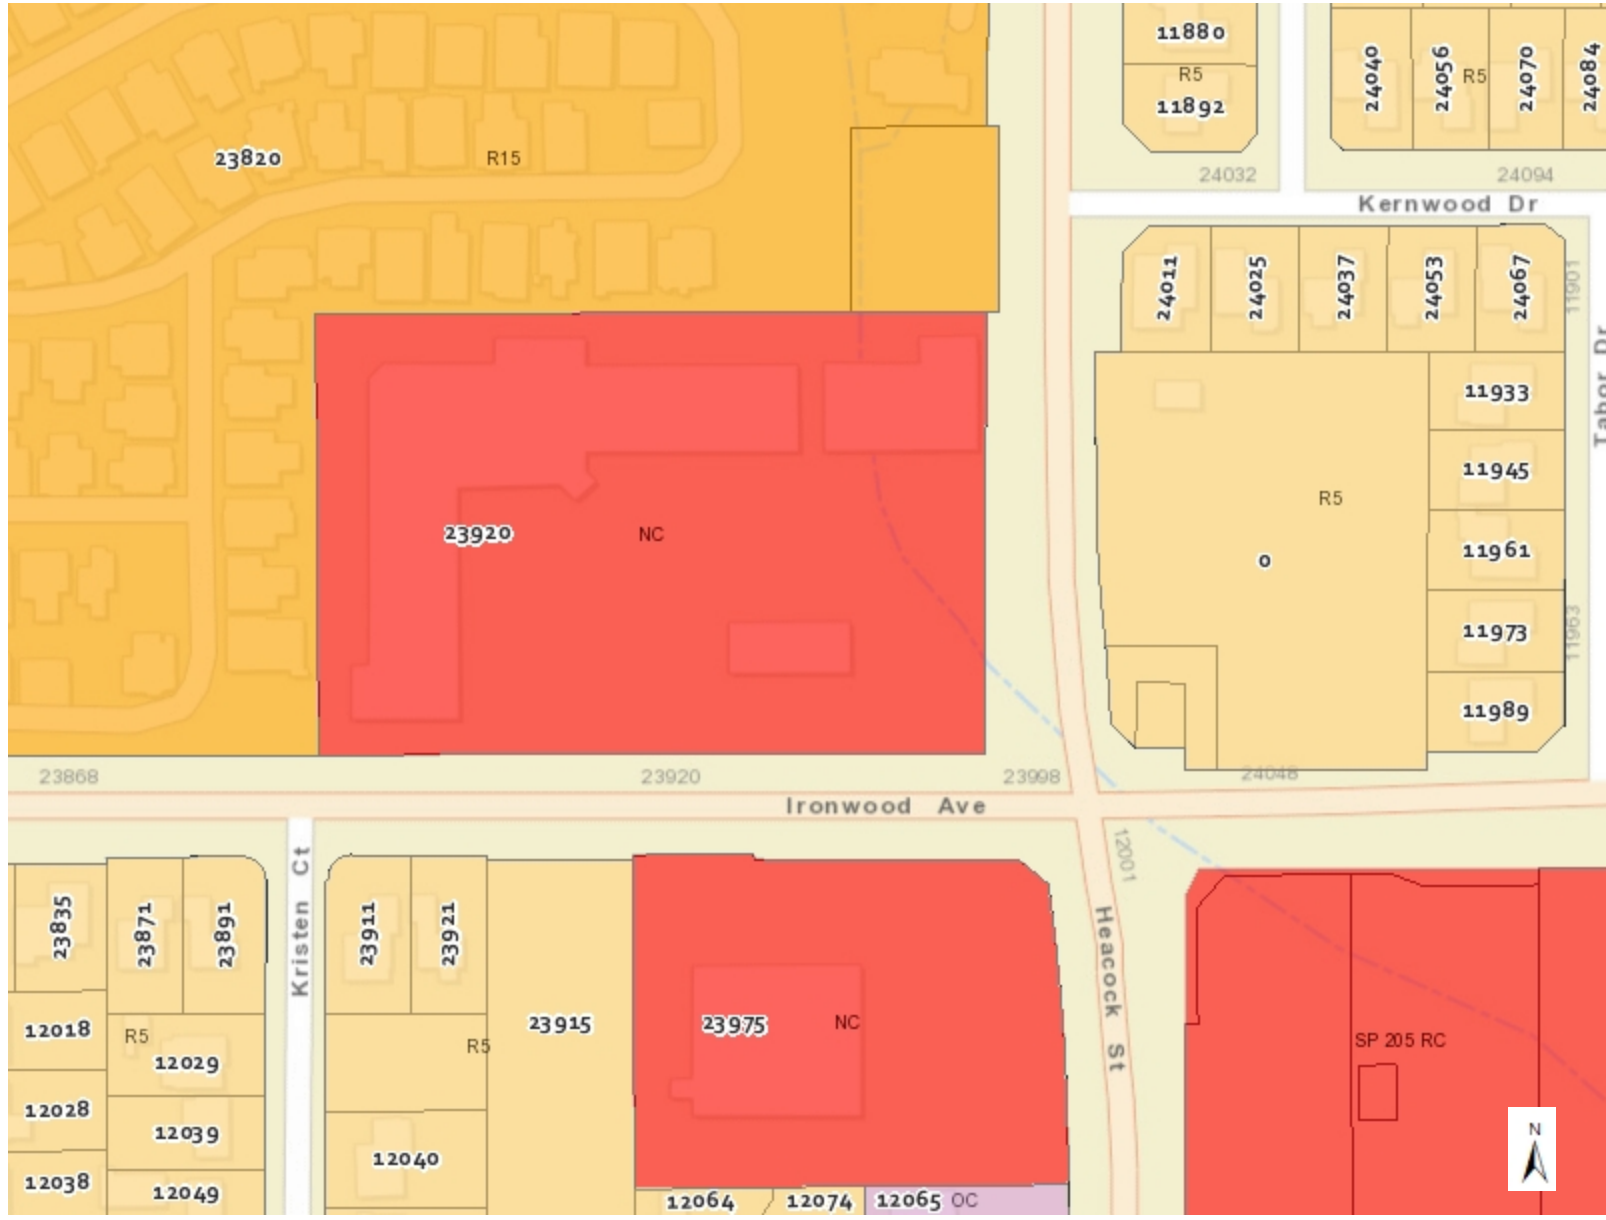 11880
R5
11892
24040
24056
R5
24070
24084
23820
R15
24032
24094
Kernwood Dr
24011
24025
24037
24053
24067
11901
Tabor Dr
11933
11945
R5
11961
0
23920
NC
11973
11963
11989
23868
23920
23998
24048
Ironwood Ave
12001
Kristen Ct
Heacock St
23835
23871
23891
23911
23921
12018
R5
12029
R5
23915
23975
NC
SP 205 RC
12028
12039
12040
12038
12049
12064
12074
12065
OC
N